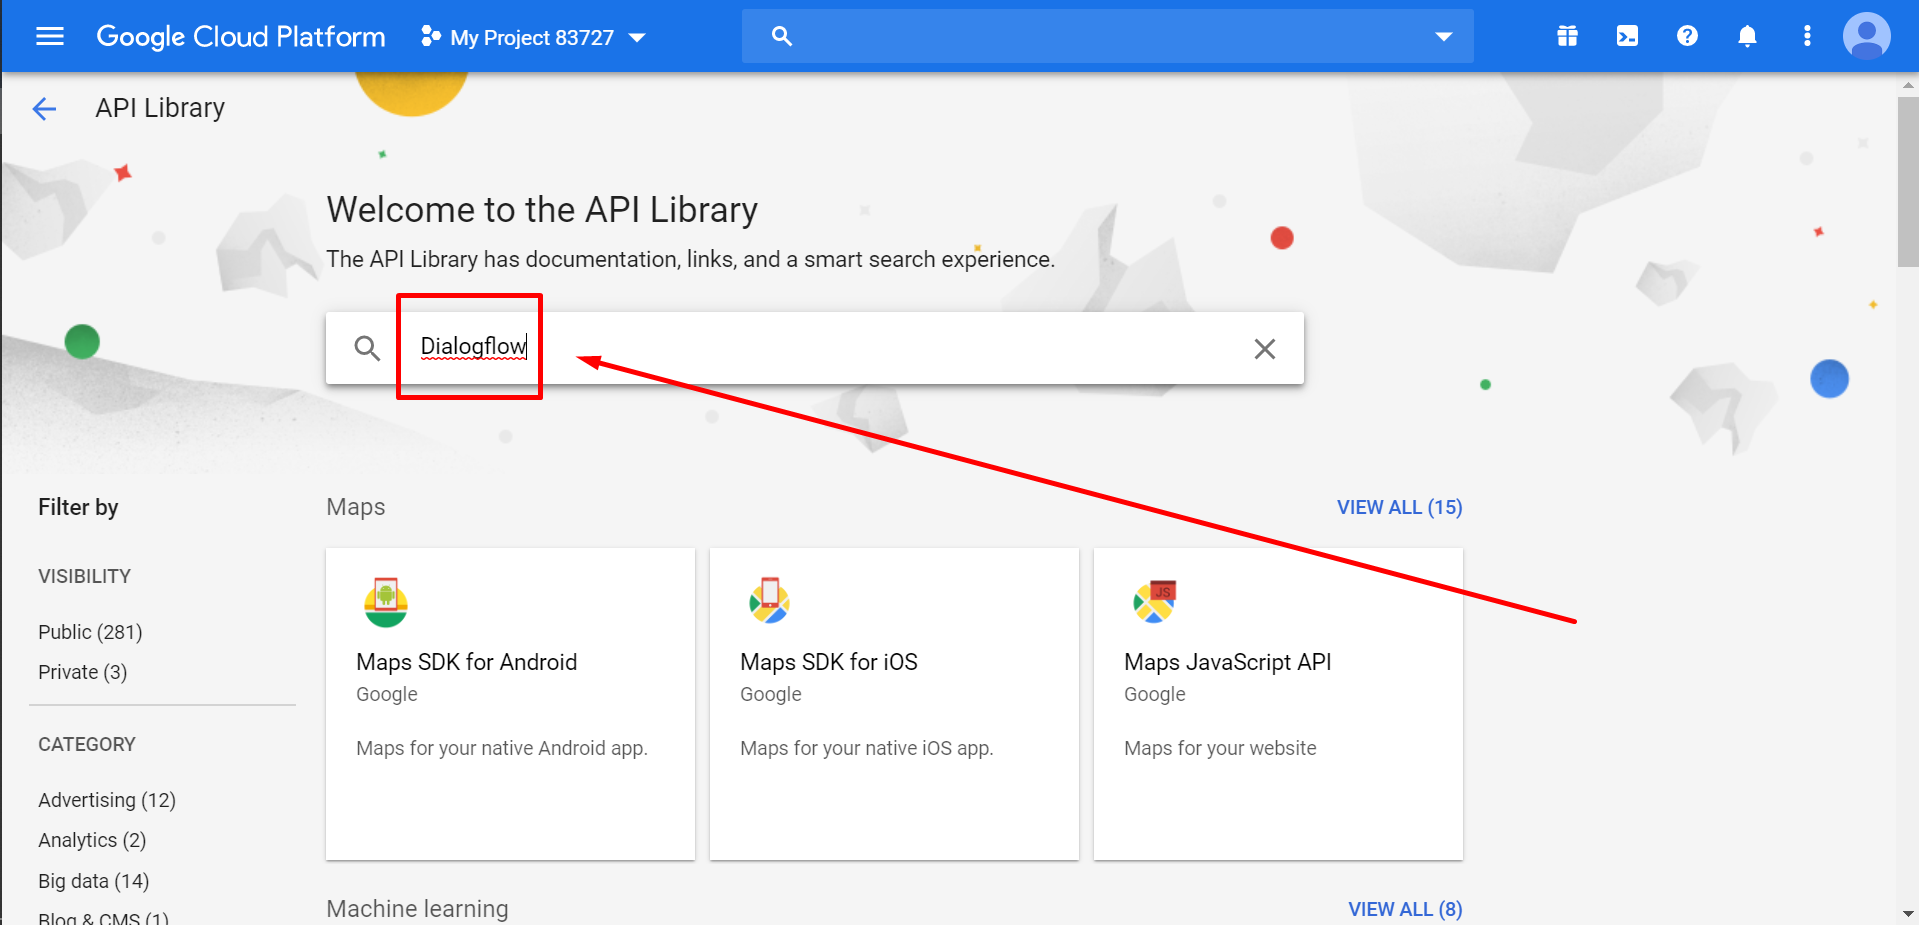 Google Cloud Platform
My Project 83727
API Library
Welcome to the API Library
The API Library has documentation, links, and a smart search experience.
Dialogflow
Filter by
VISIBILITY
Public (281)
Private (3)
CATEGORY
Advertising (12)
Analytics (2)
Big data (14)
Blog & CMS (1)
Maps
VIEW ALL (15)
Maps SDK for Android
Google
Maps for your native Android app.
Maps SDK for iOS
Google
Maps for your native iOS app.
JS
Maps JavaScript API
Google
Maps for your website
Machine learning
VIEW ALL (8)